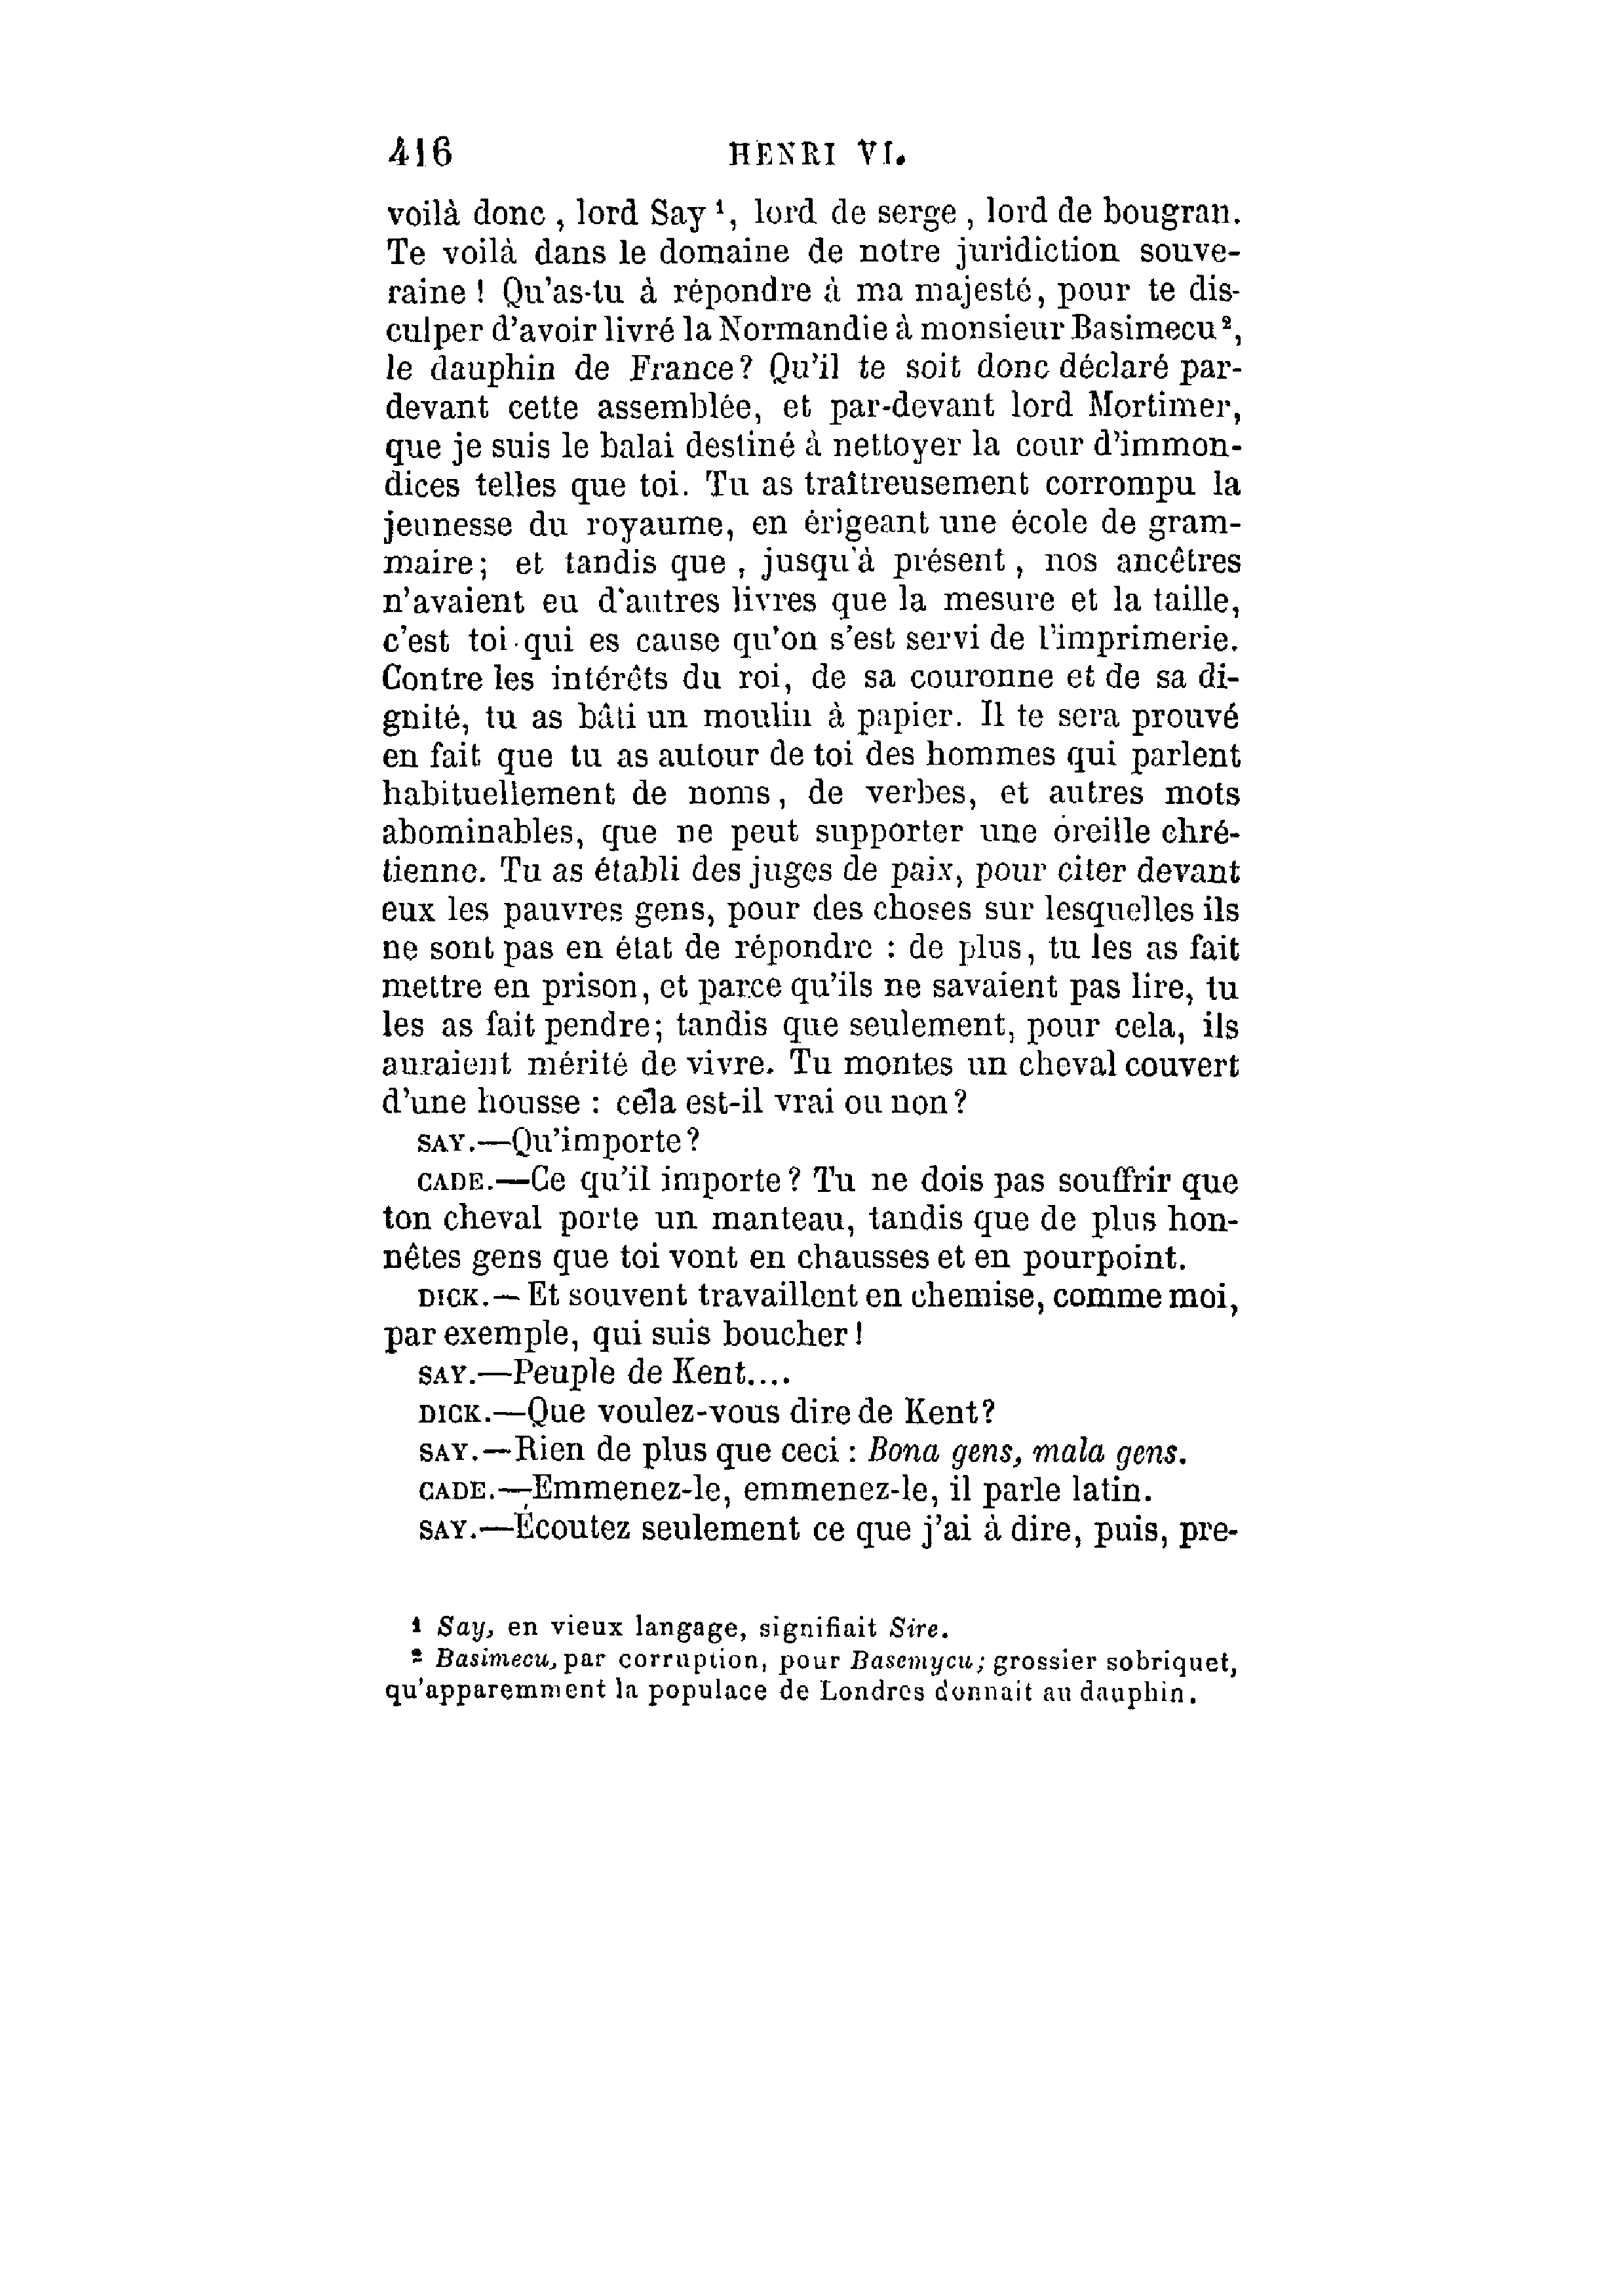 416 HENRI VI.
voilà donc , lord Say ¹, lord de serge , lord de bougran.
Te voilà dans le domaine de notre juridiction souve-
raine ! Qu'as-tu à répondre à ma majesté, pour te dis-
culper d'avoir livré la Normandie à monsieur Basimecu ²,
le dauphin de France? Qu'il te soit donc déclaré par-
devant cette assemblée, et par-devant lord Mortimer,
que je suis le balai destiné à nettoyer la cour d'immon-
dices telles que toi. Tu as traîtreusement corrompu la
jeunesse du royaume, en érigeant une école de gram-
maire; et tandis que , jusqu'à présent , nos ancêtres
n'avaient eu d'autres livres que la mesure et la taille,
c'est toi qui es cause qu'on s'est servi de l'imprimerie.
Contre les intérêts du roi, de sa couronne et de sa di-
gnité, tu as bâti un moulin à papier. Il te sera prouvé
en fait que tu as autour de toi des hommes qui parlent
habituellement de noms, de verbes, et autres mots
abominables, que ne peut supporter une oreille chré-
tienne. Tu as établi des juges de paix, pour citer devant
eux les pauvres gens, pour des choses sur lesquelles ils
ne sont pas en état de répondre : de plus, tu les as fait
mettre en prison, et parce qu'ils ne savaient pas lire, tu
les as fait pendre; tandis que seulement, pour cela, ils
auraient mérité de vivre. Tu montes un cheval couvert
d'une housse : cela est-il vrai ou non?
SAY.—Qu'importe?
CADE.—Ce qu'il importe? Tu ne dois pas souffrir que
ton cheval porte un manteau, tandis que de plus hon-
nêtes gens que toi vont en chausses et en pourpoint.
DICK.— Et souvent travaillent en chemise, comme moi,
par exemple, qui suis boucher!
SAY.—Peuple de Kent....
DICK.—Que voulez-vous dire de Kent?
SAY.—Rien de plus que ceci : Bona gens, mala gens.
CADE.—Emmenez-le, emmenez-le, il parle latin.
SAY.—Écoutez seulement ce que j'ai à dire, puis, pre-
¹ Say, en vieux langage, signifiait Sire.
² Basimecu, par corruption, pour Basemycu; grossier sobriquet,
qu'apparemment la populace de Londres donnait au dauphin.